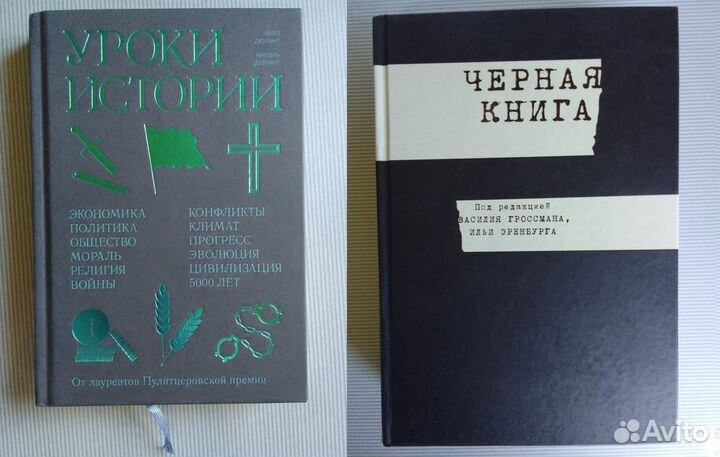 УРОКИ
ИСТОРИИ
УИЛЛ
ДЮРАНТ
АРИЭЛЬ
ДЮРАНТ
ЭКОНОМИКА
ПОЛИТИКА
ОБЩЕСТВО
МОРАЛЬ
РЕЛИГИЯ
ВОЙНЫ
КОНФЛИКТЫ
КЛИМАТ
ПРОГРЕСС
ЭВОЛЮЦИЯ
ЦИВИЛИЗАЦИЯ
5000 ЛЕТ
1
От лауреатов Пулитцеровской премии
ЧЕРНАЯ
КНИГА
Под редакцией
ВАСИЛИЯ ГРОССМАНА,
ИЛЬИ ЭРЕНБУРГА
Avito